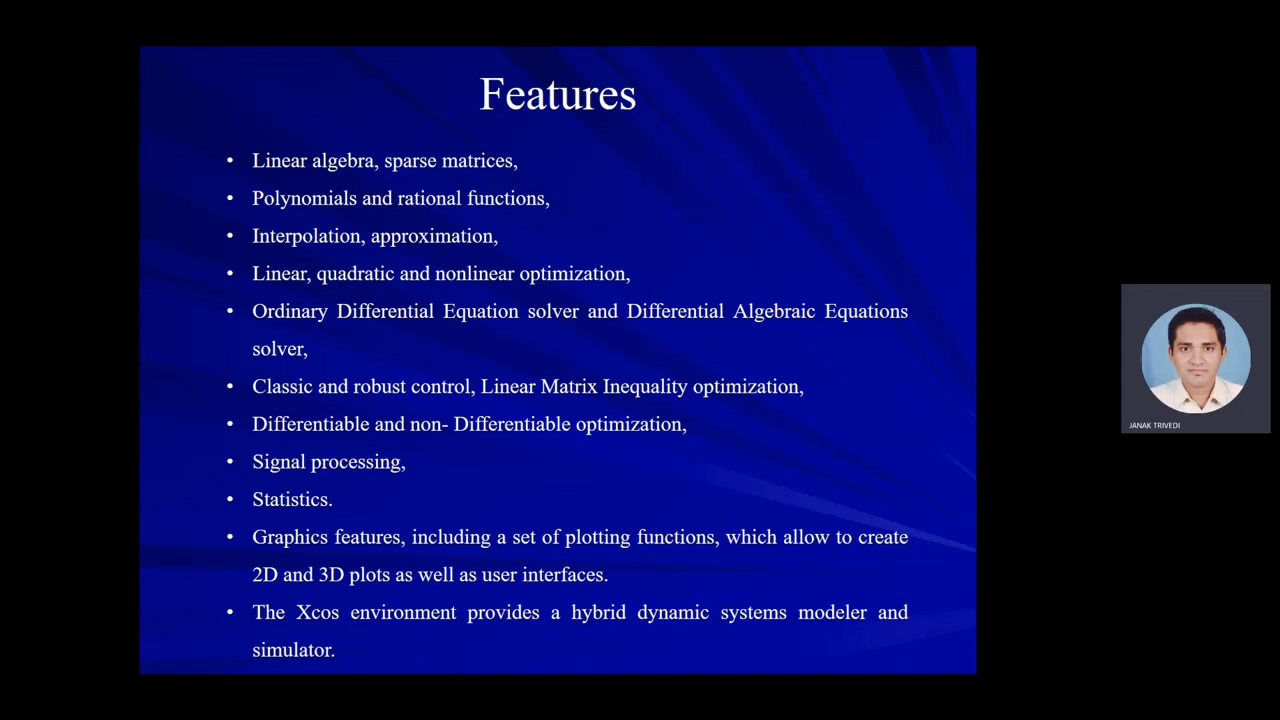 Features
• Linear algebra, sparse matrices,
• Polynomials and rational functions,
• Interpolation, approximation,
• Linear, quadratic and nonlinear optimization,
• Ordinary Differential Equation solver and Differential Algebraic Equations
solver,
• Classic and robust control, Linear Matrix Inequality optimization,
• Differentiable and non- Differentiable optimization,
• Signal processing,
• Statistics.
• Graphics features, including a set of plotting functions, which allow to create
2D and 3D plots as well as user interfaces.
• The Xcos environment provides a hybrid dynamic systems modeler and
simulator.
JANAK TRIVEDI